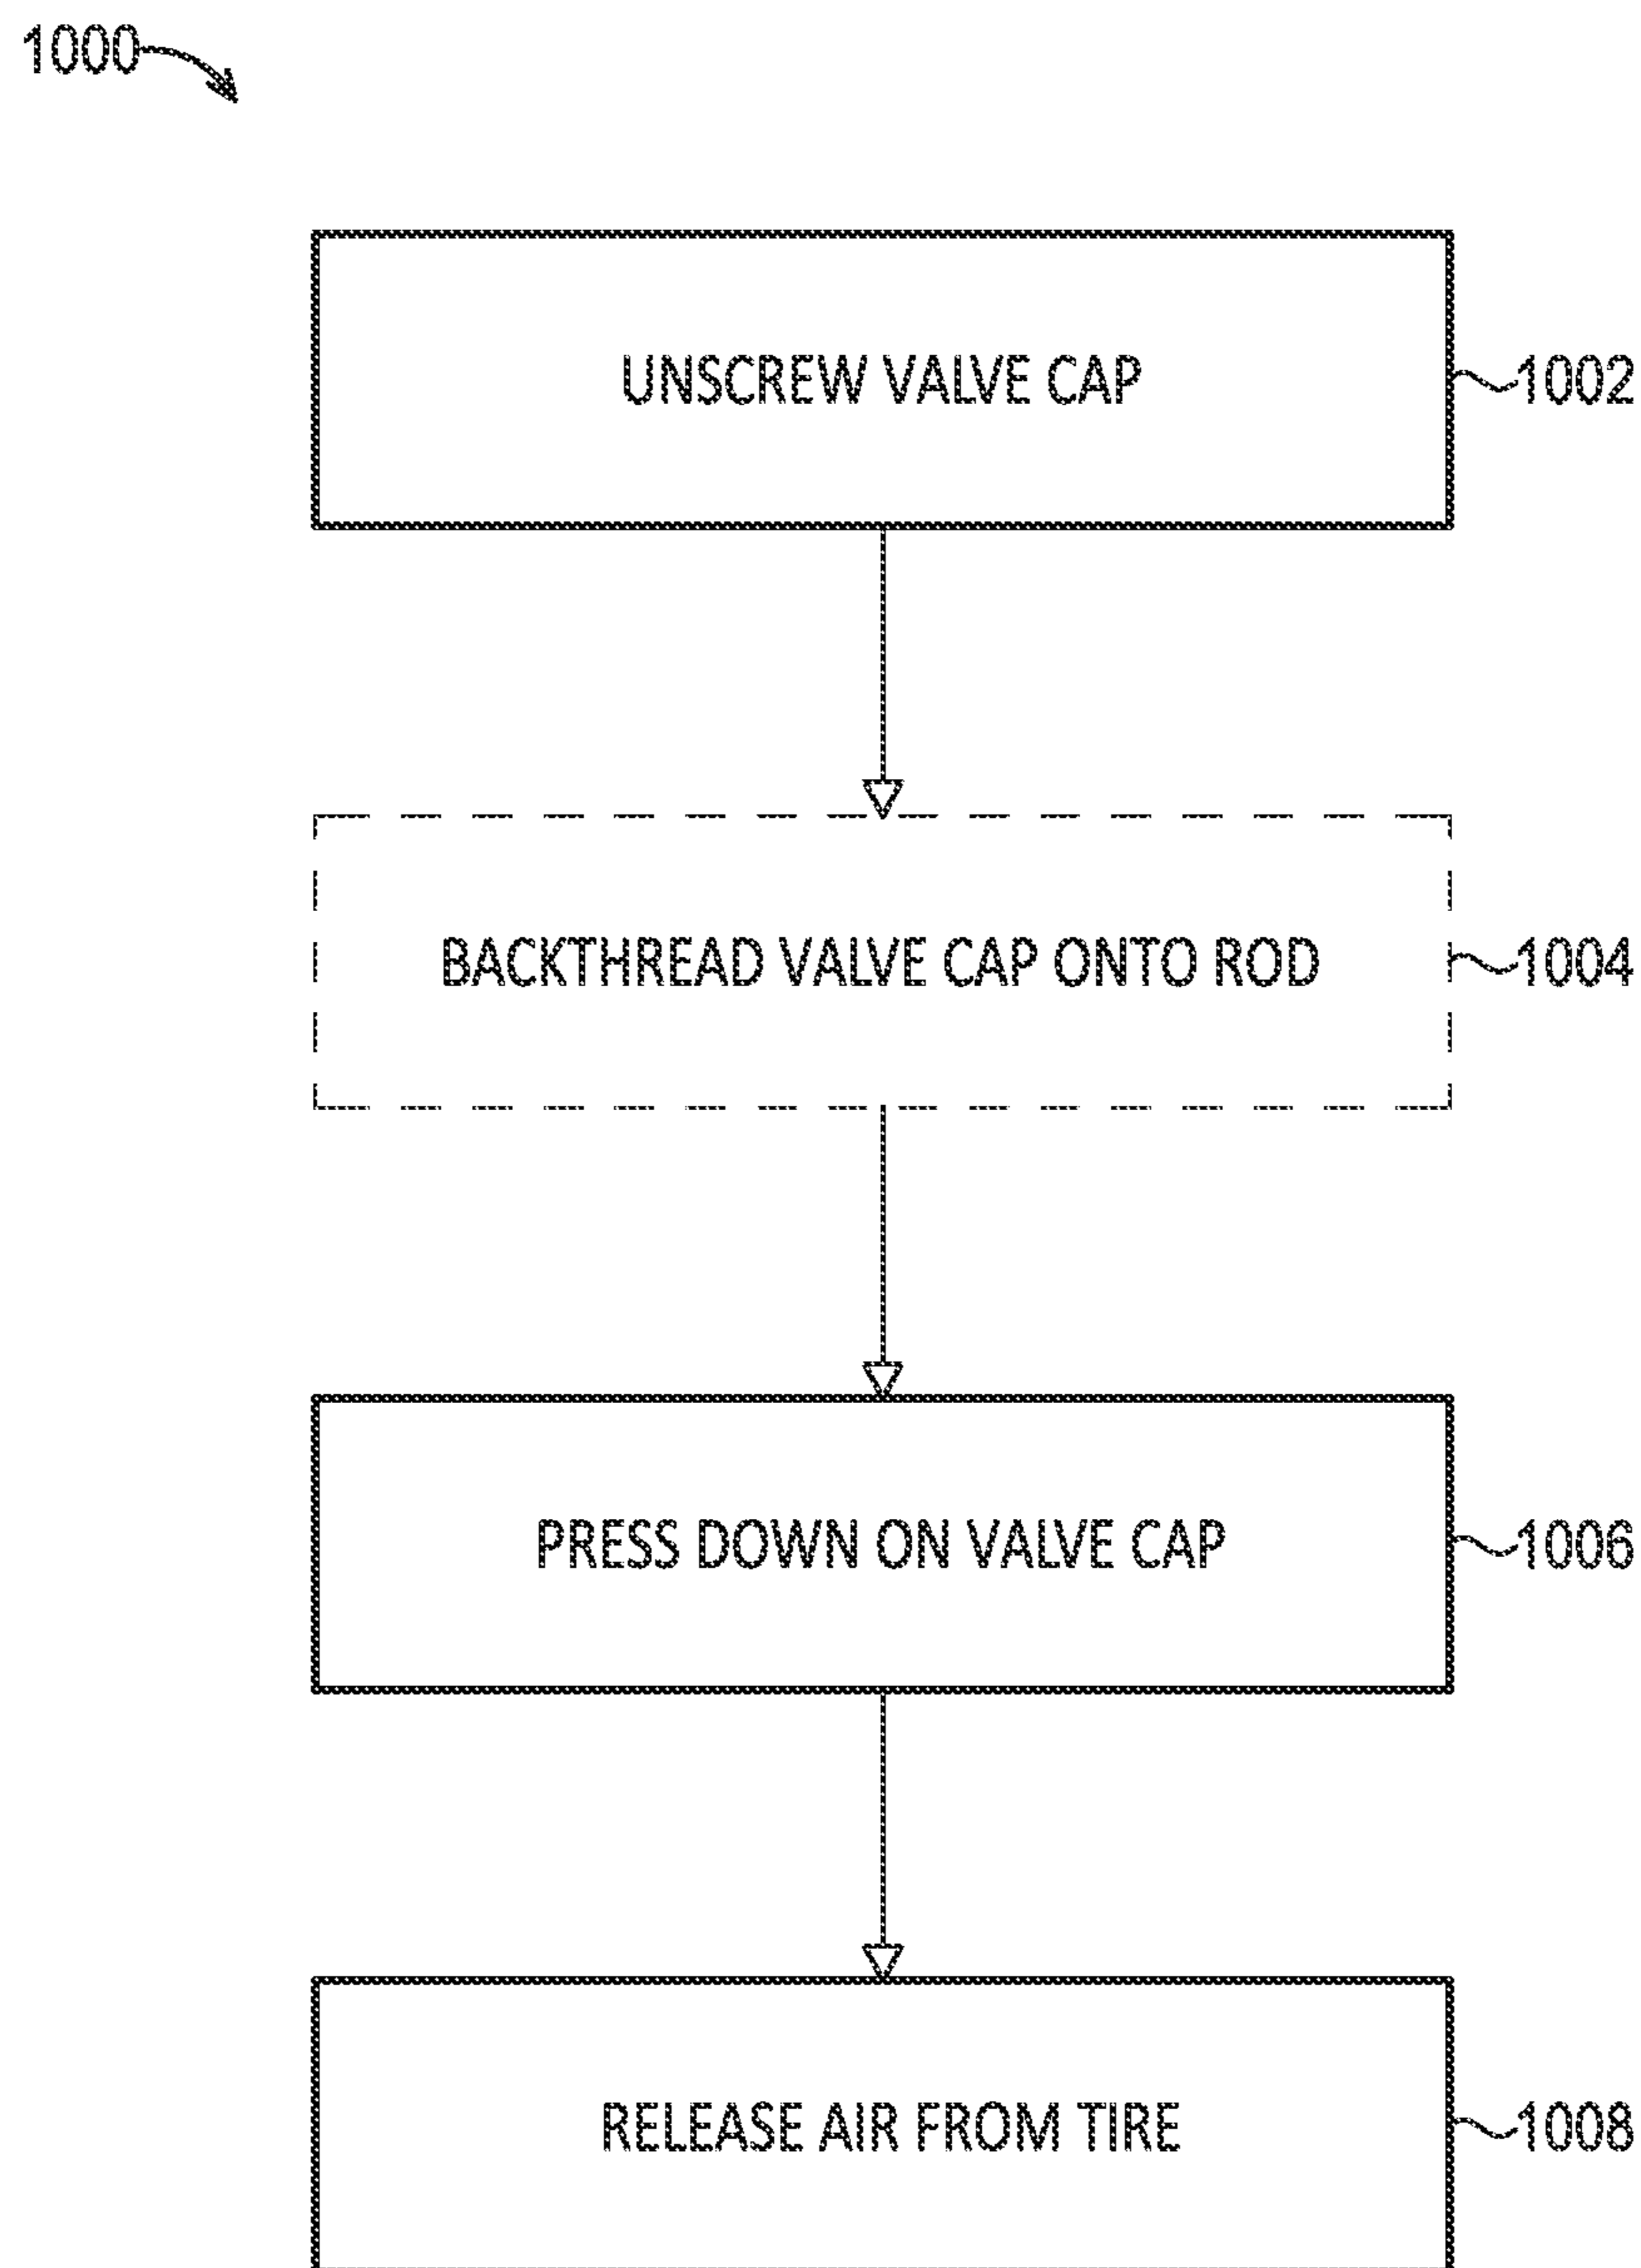 1000
UNSCREW VALVE CAP
1002
BACKTHREAD VALVE CAP ONTO ROD
1004
PRESS DOWN ON VALVE CAP
1006
RELEASE AIR FROM TIRE
1008